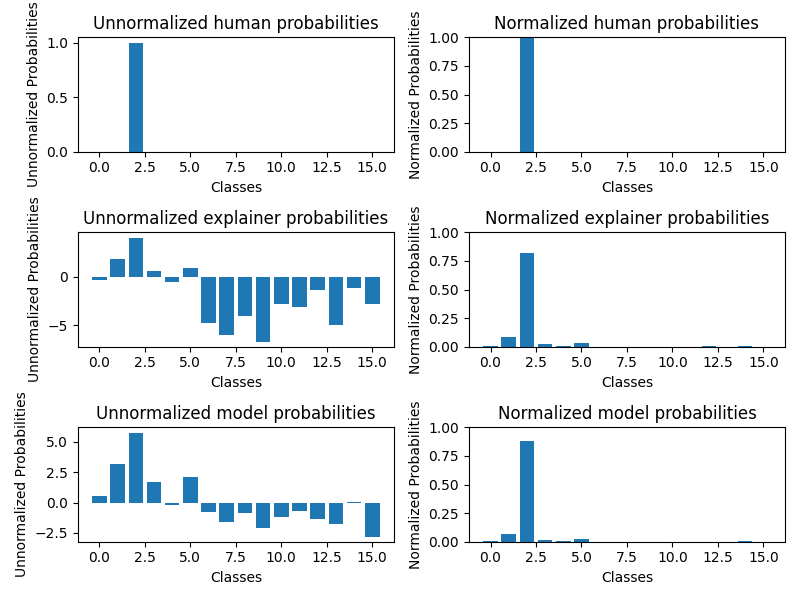 Unnormalized human probabilities
Unnormalized Probabilities
1.0
0.5
0.0
0.0 2.5 5.0 7.5 10.0 12.5 15.0
Classes
Normalized human probabilities
Normalized Probabilities
1.00
0.75
0.50
0.25
0.00
0.0 2.5 5.0 7.5 10.0 12.5 15.0
Classes
Unnormalized explainer probabilities
Unnormalized Probabilities
0
−5
0.0 2.5 5.0 7.5 10.0 12.5 15.0
Classes
Normalized explainer probabilities
Normalized Probabilities
1.00
0.75
0.50
0.25
0.00
0.0 2.5 5.0 7.5 10.0 12.5 15.0
Classes
Unnormalized model probabilities
Unnormalized Probabilities
5.0
2.5
0.0
−2.5
0.0 2.5 5.0 7.5 10.0 12.5 15.0
Classes
Normalized model probabilities
Normalized Probabilities
1.00
0.75
0.50
0.25
0.00
0.0 2.5 5.0 7.5 10.0 12.5 15.0
Classes